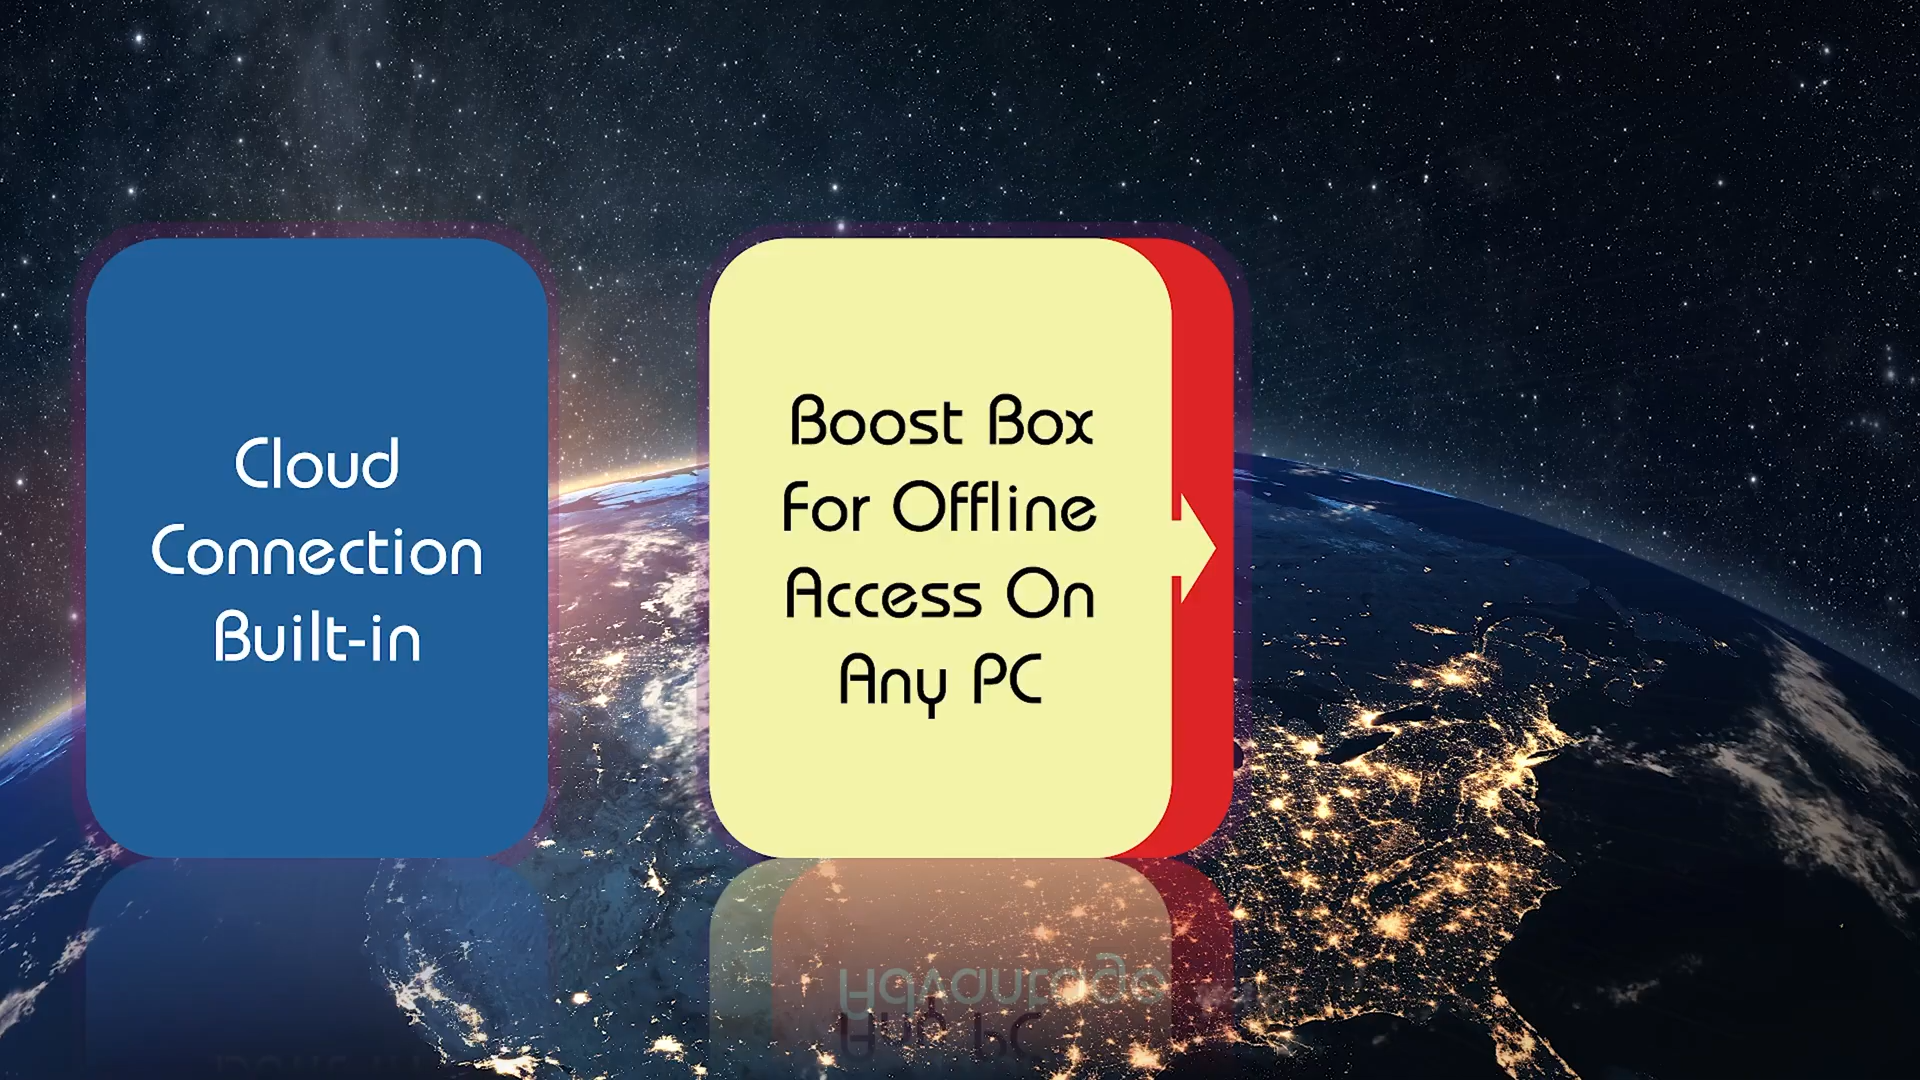 Cloud
Connection
Built-in
Boost Box
For Offline
Access On
Any PC